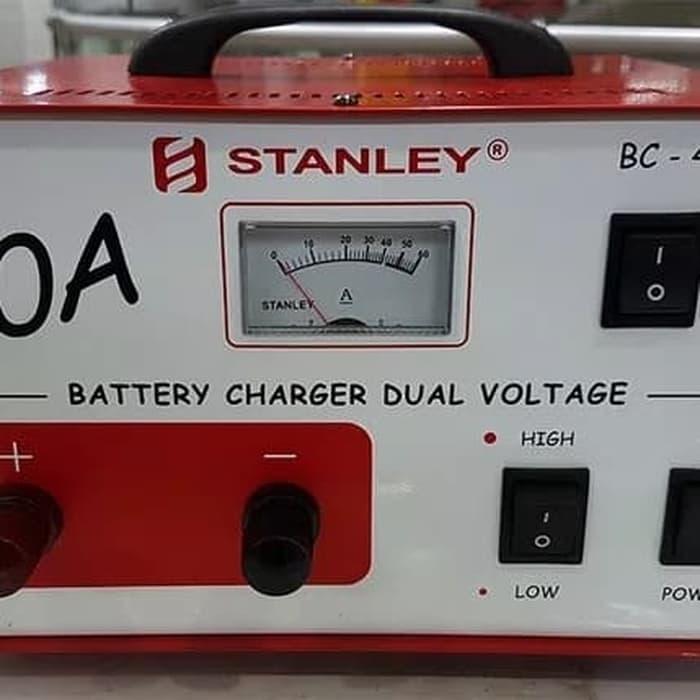 STANLEY®
BC - 4
0A
0 10 20 30 40 50 60
STANLEY
A
BATTERY CHARGER DUAL VOLTAGE
+ −
HIGH
LOW
POW